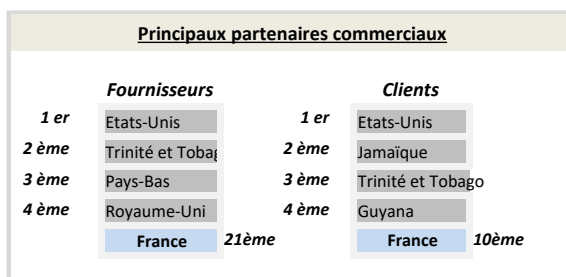 Principaux partenaires commerciaux
Fournisseurs Clients
1 er Etats-Unis 1 er Etats-Unis
2 ème Trinité et Tobag 2 ème Jamaïque
3 ème Pays-Bas 3 ème Trinité et Tobago
4 ème Royaume-Uni 4 ème Guyana
France 21ème France 10ème